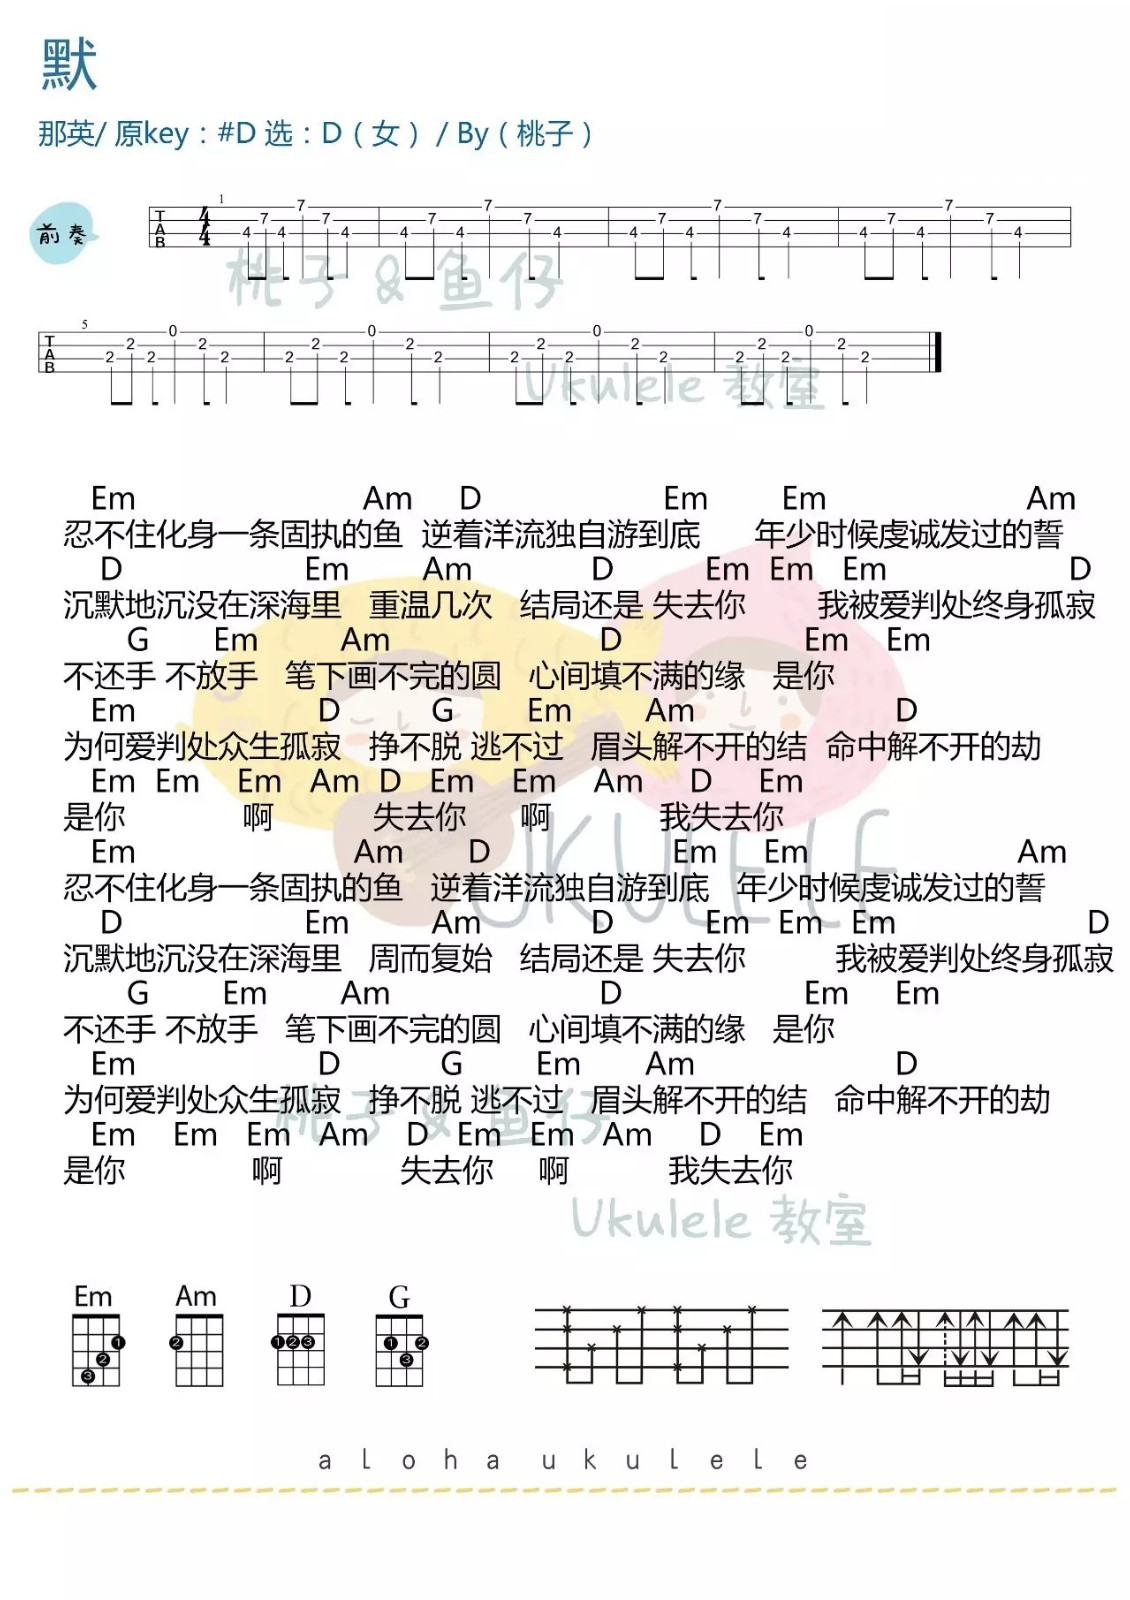 默
那英/ 原key：#D 选：D（女） / By（桃子）
前奏
1
T A B 4 4 4 7 4 7 7 4 4 7 4 7 7 4 4 7 4 7 7 4 4 7 4 7 7 4
桃子 & 鱼仔
5
T A B 2 2 2 0 2 2 2 2 2 0 2 2 2 2 2 0 2 2 2 2 2 0 2 2
Ukulele 教室
Em Am D Em Em Am
忍不住化身一条固执的鱼 逆着洋流独自游到底 年少时候虔诚发过的誓
D Em Am D Em Em Em D
沉默地沉没在深海里 重温几次 结局还是 失去你 我被爱判处终身孤寂
G Em Am D Em Em
不还手 不放手 笔下画不完的圆 心间填不满的缘 是你
Em D G Em Am D
为何爱判处众生孤寂 挣不脱 逃不过 眉头解不开的结 命中解不开的劫
Em Em Em Am D Em Em Am D Em
是你 啊 失去你 啊 我失去你
UKULELE
Em Am D Em Em Am
忍不住化身一条固执的鱼 逆着洋流独自游到底 年少时候虔诚发过的誓
D Em Am D Em Em Em D
沉默地沉没在深海里 周而复始 结局还是 失去你 我被爱判处终身孤寂
G Em Am D Em Em
不还手 不放手 笔下画不完的圆 心间填不满的缘 是你
Em D G Em Am D
为何爱判处众生孤寂 挣不脱 逃不过 眉头解不开的结 命中解不开的劫
桃子 & 鱼仔
Em Em Em Am D Em Em Am D Em
是你 啊 失去你 啊 我失去你
Ukulele 教室
Em Am D G
1 2 3 2 1 2 3 1 2 3
aloha ukulele